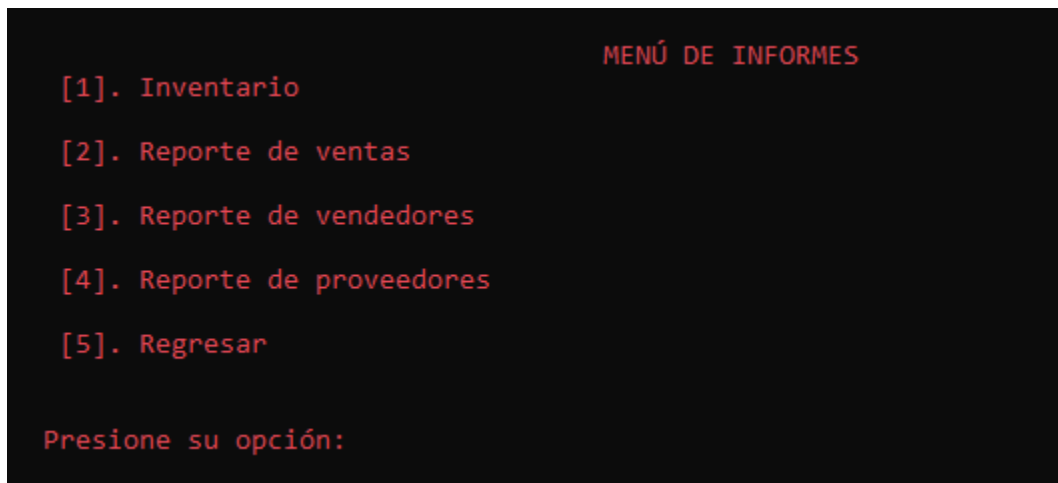 MENÚ DE INFORMES
[1]. Inventario
[2]. Reporte de ventas
[3]. Reporte de vendedores
[4]. Reporte de proveedores
[5]. Regresar
Presione su opción: